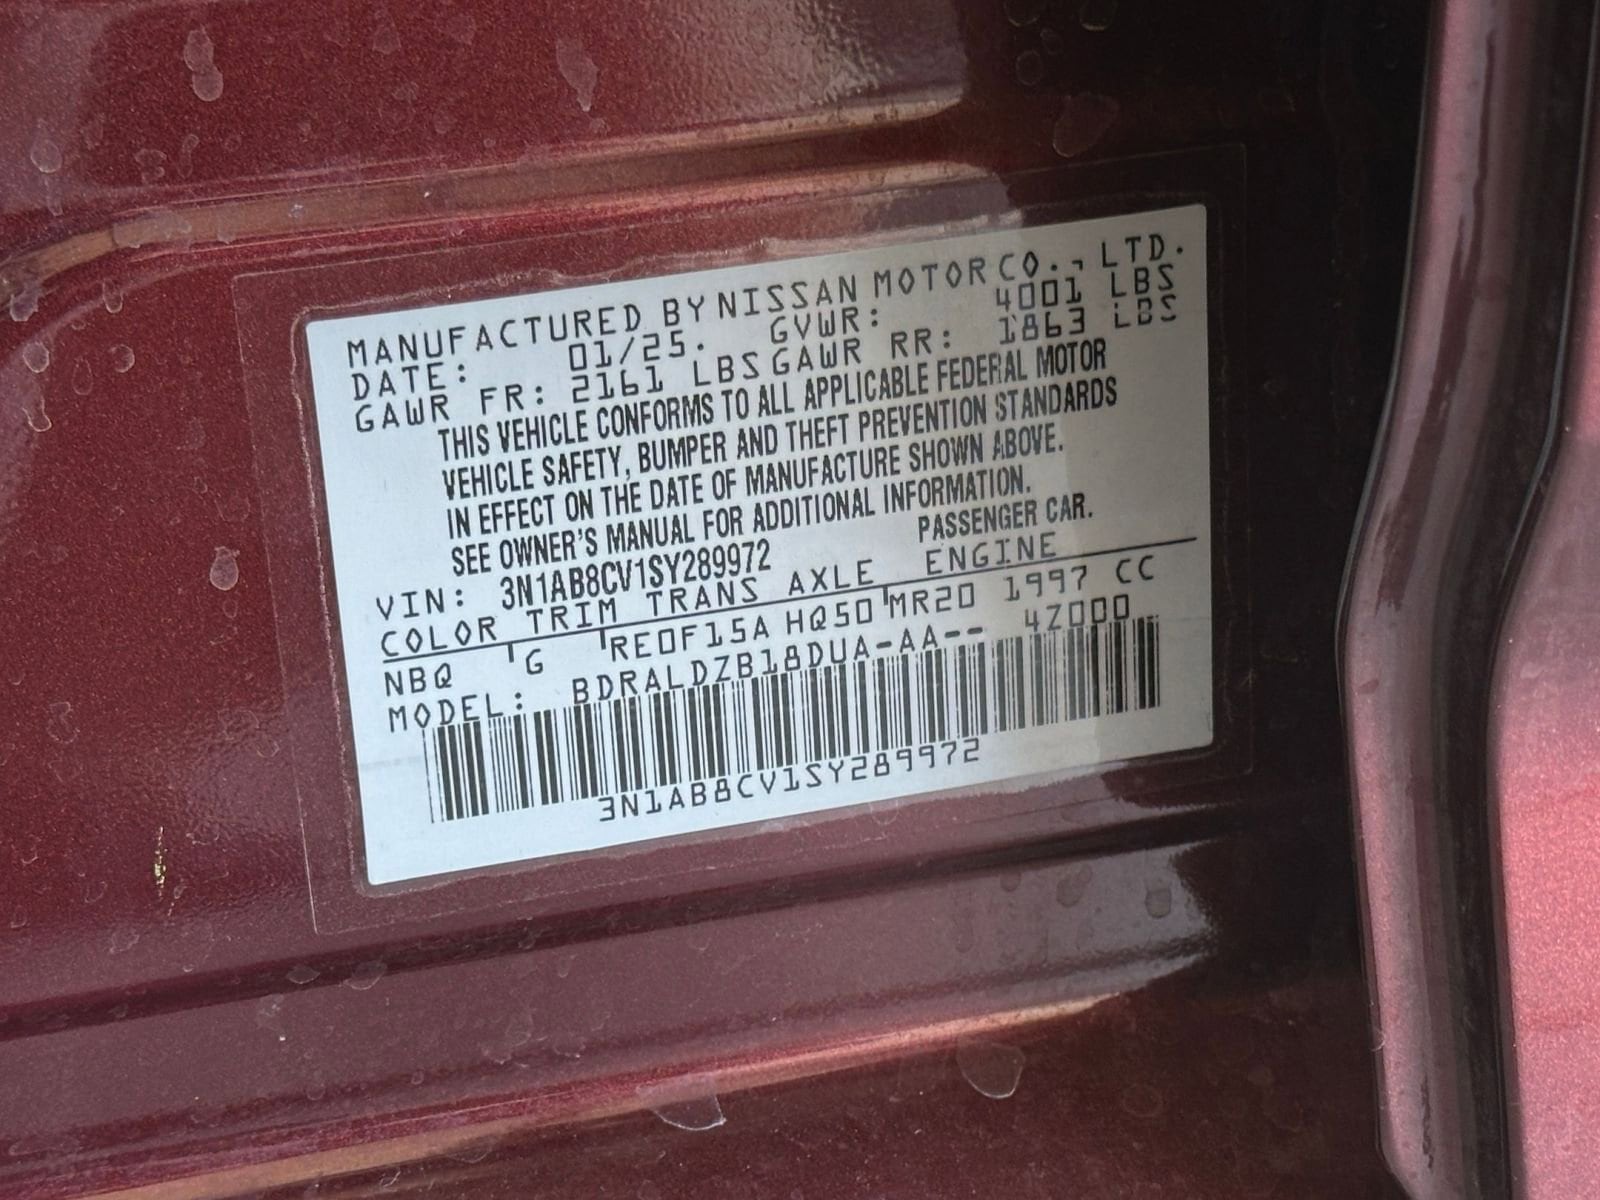 MANUFACTURED BY NISSAN MOTOR CO., LTD.
DATE: 01/25. GVWR: 4001 LBS
GAWR FR: 2161 LBS GAWR RR: 1863 LBS
THIS VEHICLE CONFORMS TO ALL APPLICABLE FEDERAL MOTOR
VEHICLE SAFETY, BUMPER AND THEFT PREVENTION STANDARDS
IN EFFECT ON THE DATE OF MANUFACTURE SHOWN ABOVE.
SEE OWNER'S MANUAL FOR ADDITIONAL INFORMATION.
VIN: 3N1AB8CV1SY289972 PASSENGER CAR.
COLOR TRIM TRANS AXLE ENGINE
NBQ G RE0F15A HQ50 MR20 1997 CC
MODEL: BDRALDZB18DUA-AA-- 4Z000
3N1AB8CV1SY289972